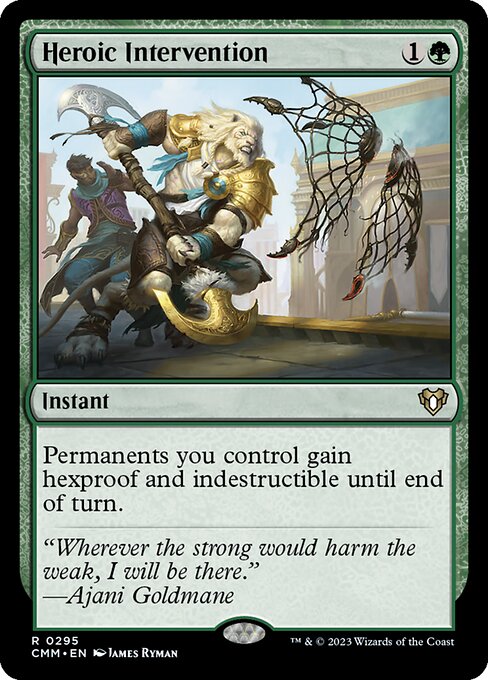 Heroic Intervention 1
Instant
Permanents you control gain
hexproof and indestructible until end
of turn.
“Wherever the strong would harm the
weak, I will be there.”
—Ajani Goldmane
R 0295
CMM • EN James Ryman
™ & © 2023 Wizards of the Coast